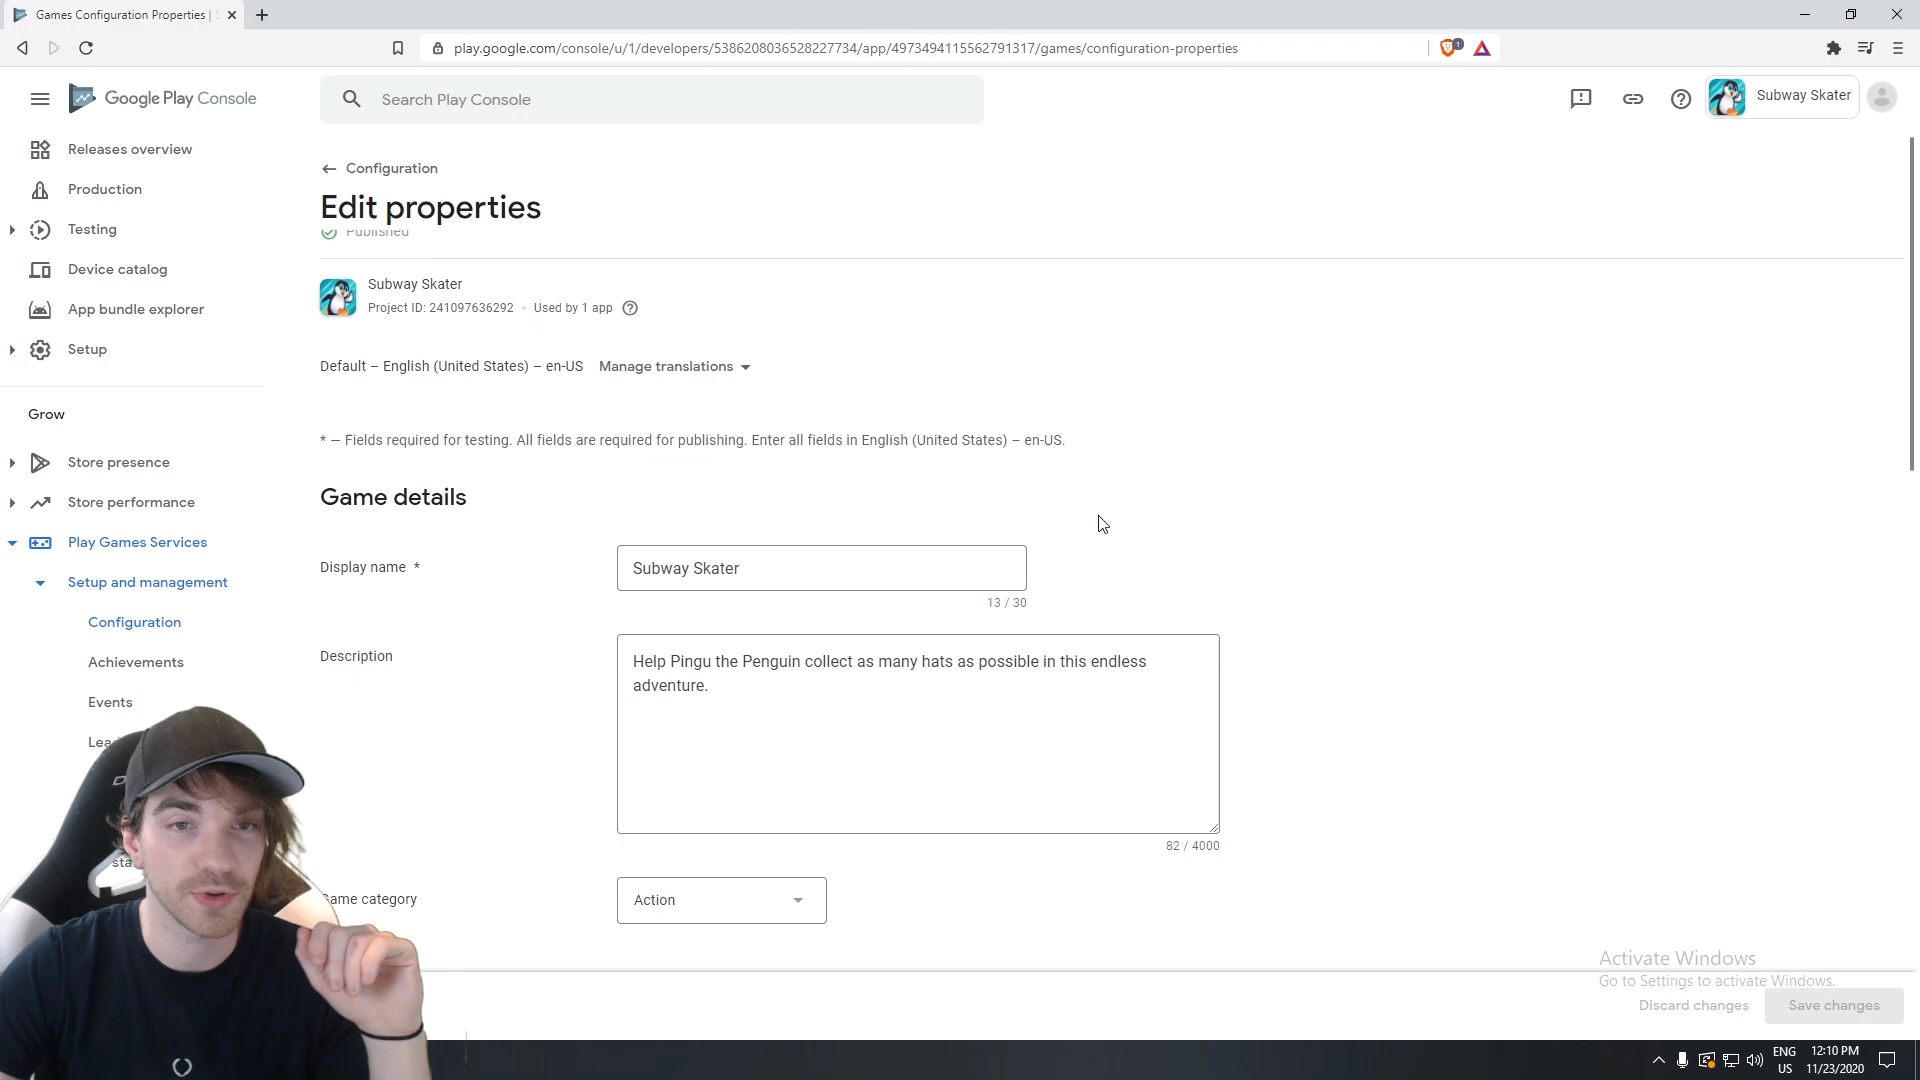 Games Configuration Properties |
play.google.com/console/u/1/developers/5386208036528227734/app/4973494115562791317/games/configuration-properties
1
Google Play Console
Search Play Console
Subway Skater
Releases overview
Production
Testing
Device catalog
App bundle explorer
Setup
Grow
Store presence
Store performance
Play Games Services
Setup and management
Configuration
Achievements
Events
Configuration
Edit properties
Published
Subway Skater
Project ID: 241097636292 • Used by 1 app
Default – English (United States) – en-US Manage translations
* — Fields required for testing. All fields are required for publishing. Enter all fields in English (United States) – en-US.
Game details
Display name *
Subway Skater
13 / 30
Description
Help Pingu the Penguin collect as many hats as possible in this endless
adventure.
82 / 4000
Game category
Action
Activate Windows
Go to Settings to activate Windows.
Discard changes
Save changes
ENG
US
12:10 PM
11/23/2020